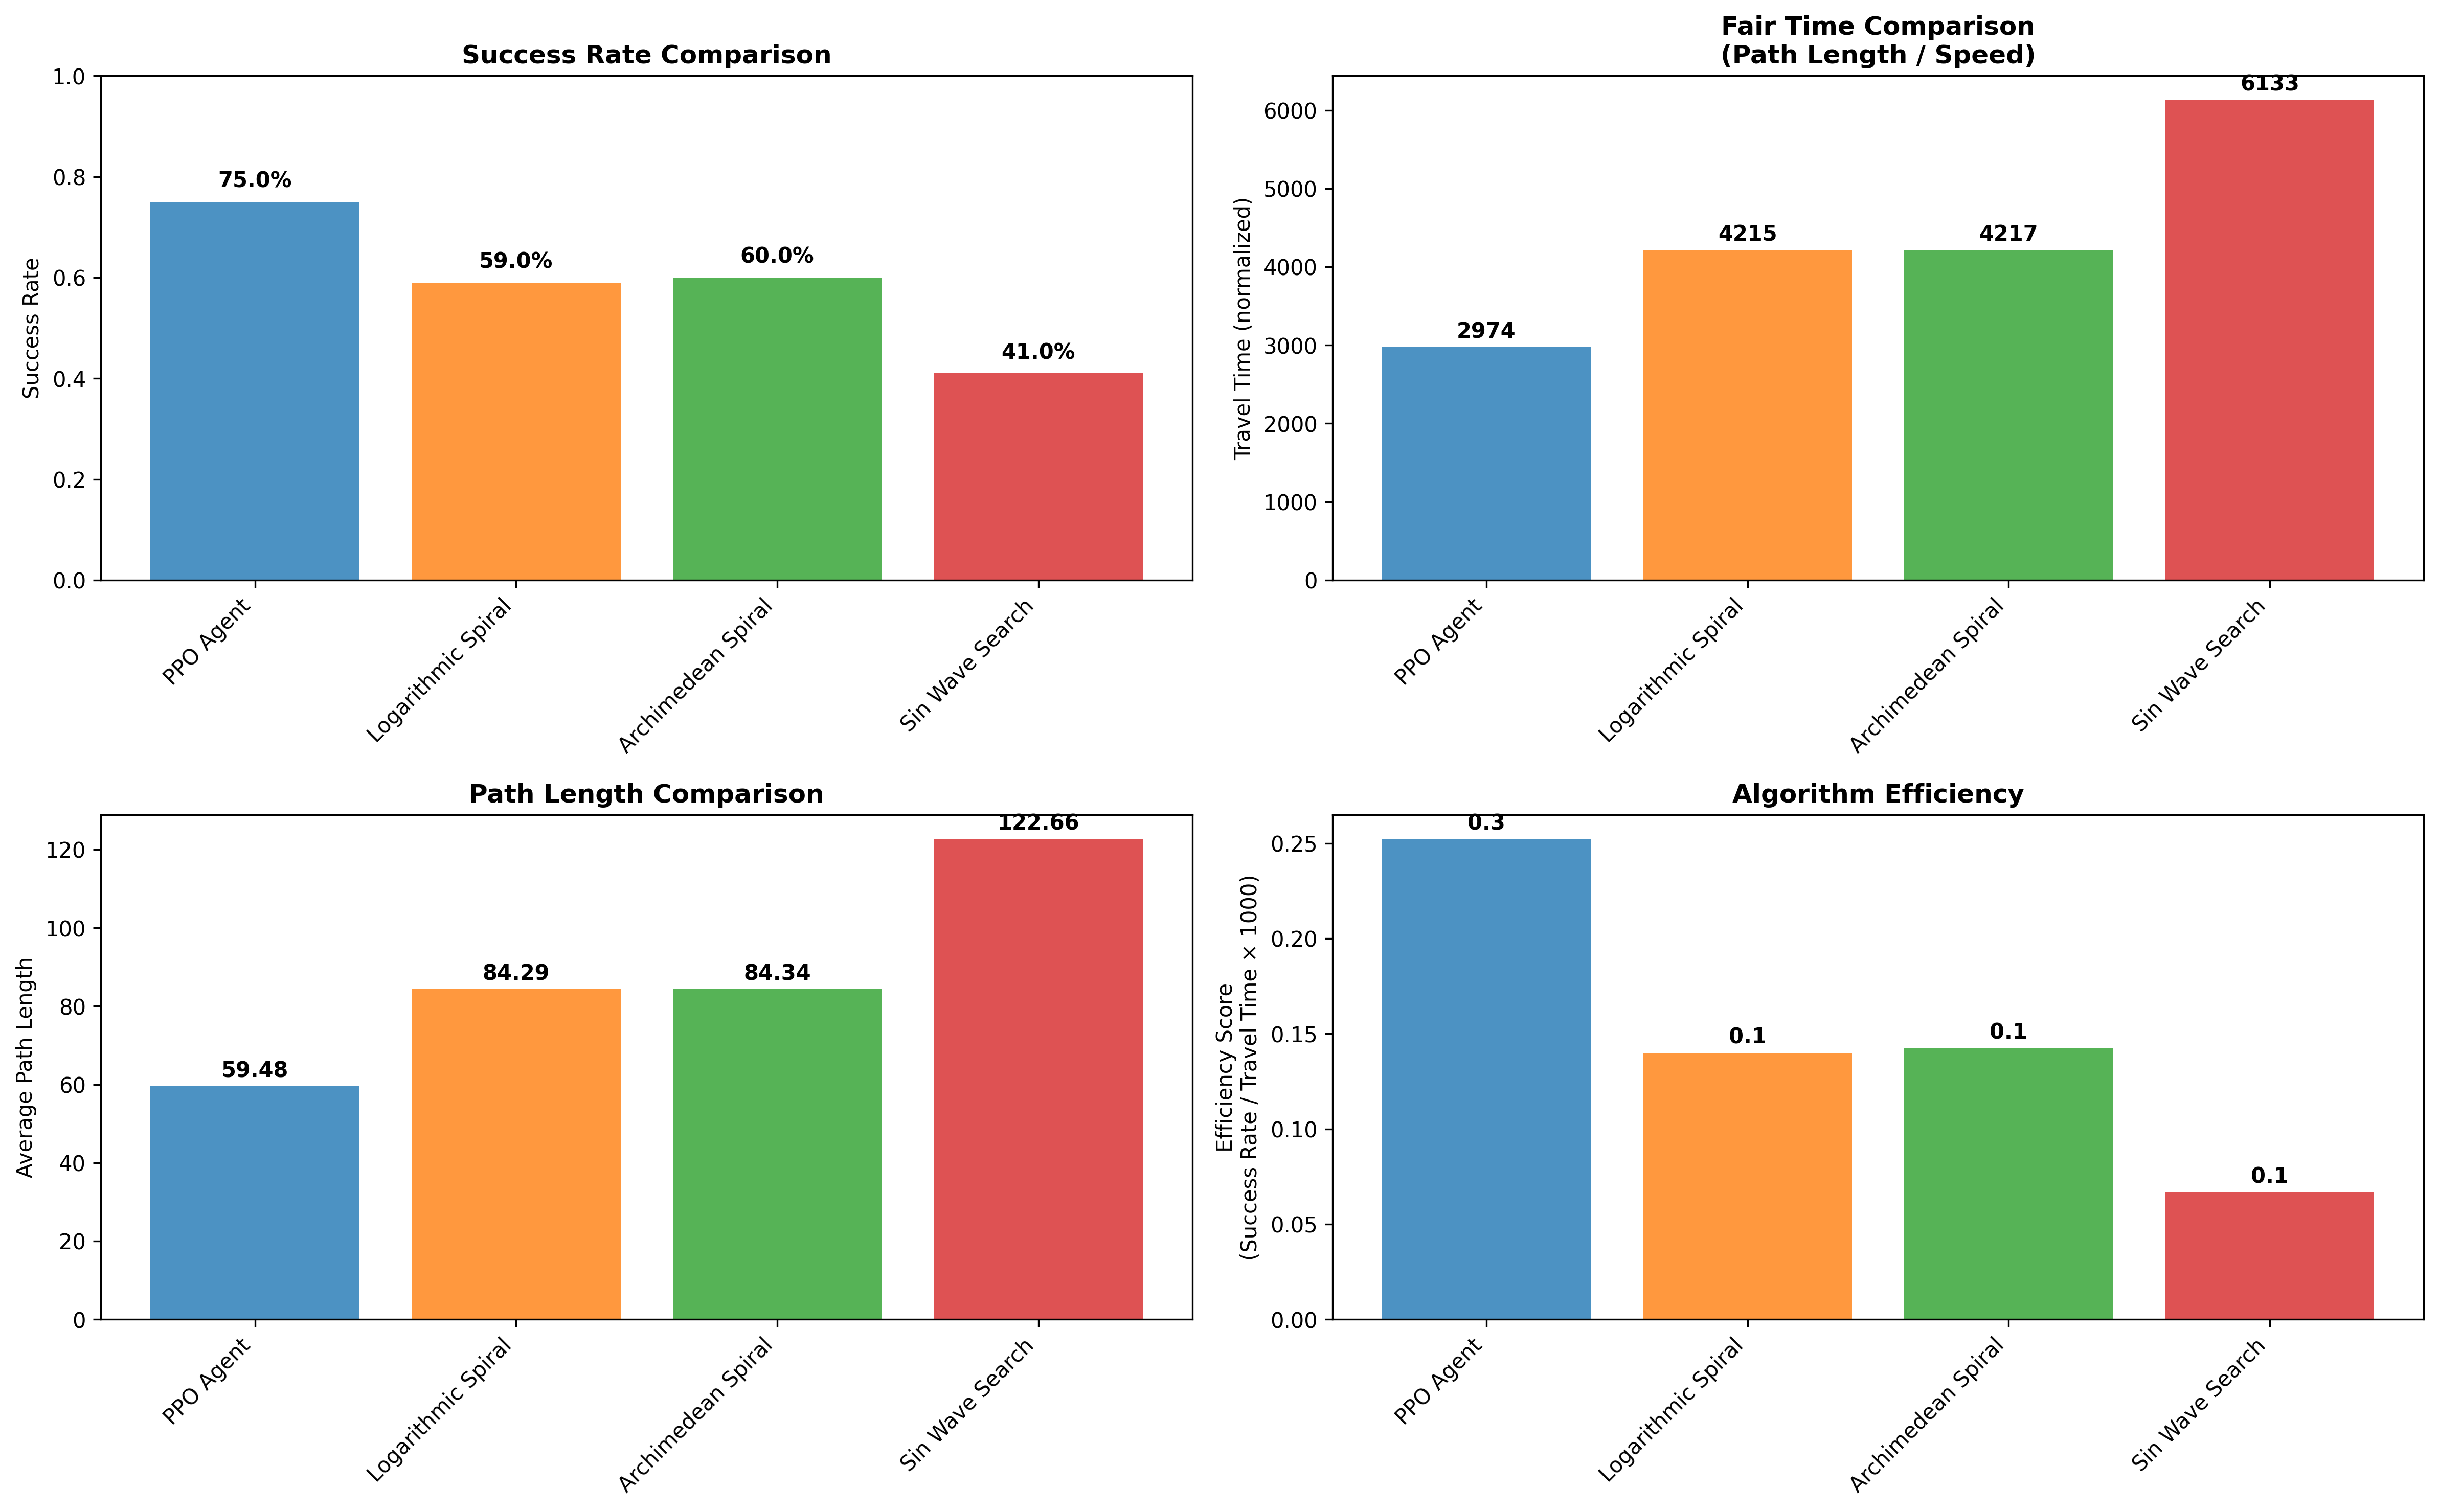 Success Rate Comparison
Success Rate
1.0
0.8
0.6
0.4
0.2
0.0
75.0%
59.0%
60.0%
41.0%
PPO Agent
Logarithmic Spiral
Archimedean Spiral
Sin Wave Search
Fair Time Comparison
(Path Length / Speed)
Travel Time (normalized)
6000
5000
4000
3000
2000
1000
0
2974
4215
4217
6133
PPO Agent
Logarithmic Spiral
Archimedean Spiral
Sin Wave Search
Path Length Comparison
Average Path Length
120
100
80
60
40
20
0
59.48
84.29
84.34
122.66
PPO Agent
Logarithmic Spiral
Archimedean Spiral
Sin Wave Search
Algorithm Efficiency
Efficiency Score
(Success Rate / Travel Time × 1000)
0.25
0.20
0.15
0.10
0.05
0.00
0.3
0.1
0.1
0.1
PPO Agent
Logarithmic Spiral
Archimedean Spiral
Sin Wave Search